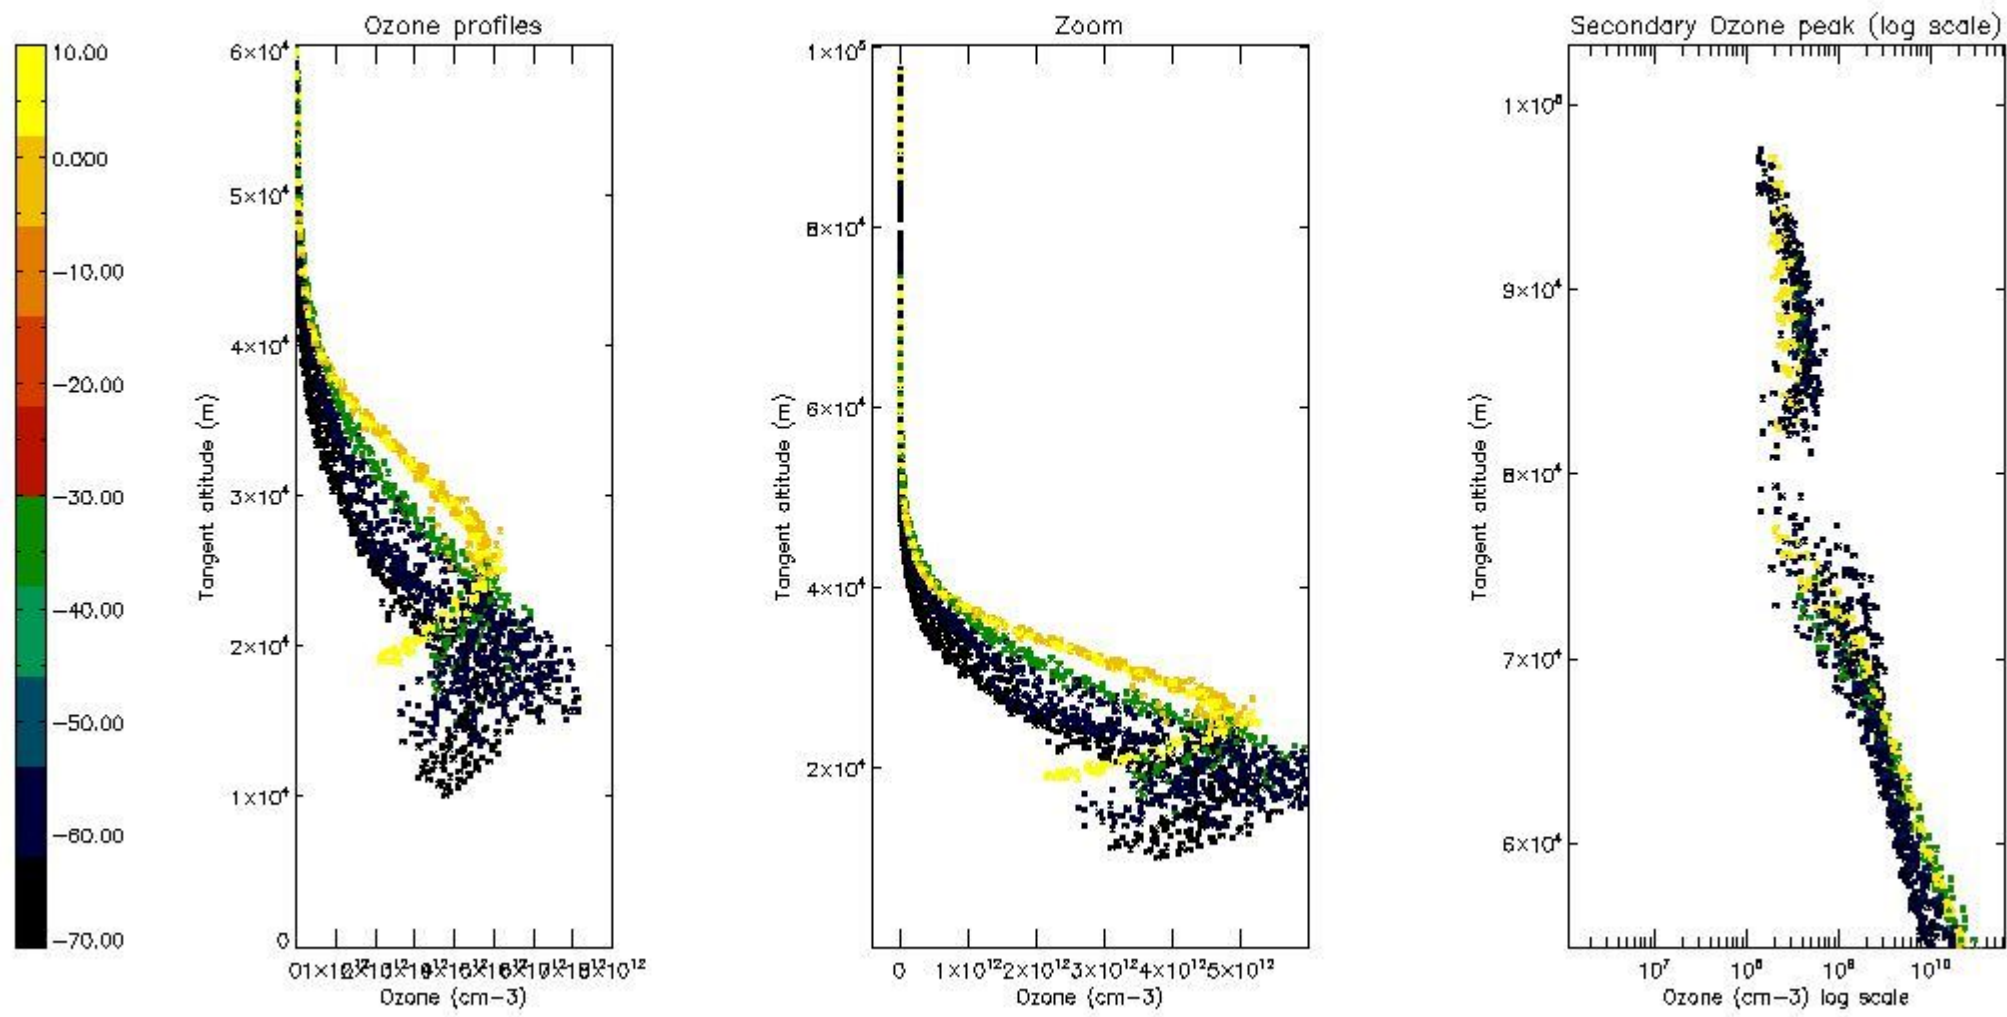 Ozone profiles
Zoom
Secondary Ozone peak (log scale)
10.00
0.000
−10.00
−20.00
−30.00
−40.00
−50.00
−60.00
−70.00
6×10⁴
5×10⁴
4×10⁴
3×10⁴
2×10⁴
1×10⁴
0
Tangent altitude (m)
Ozone (cm−3)
1×10⁵
8×10⁴
6×10⁴
4×10⁴
2×10⁴
Tangent altitude (m)
0 1×10¹² 2×10¹² 3×10¹² 4×10¹² 5×10¹²
Ozone (cm−3)
9×10⁴
8×10⁴
7×10⁴
6×10⁴
Tangent altitude (m)
10⁷ 10⁸ 10⁹ 10¹⁰
Ozone (cm−3) log scale